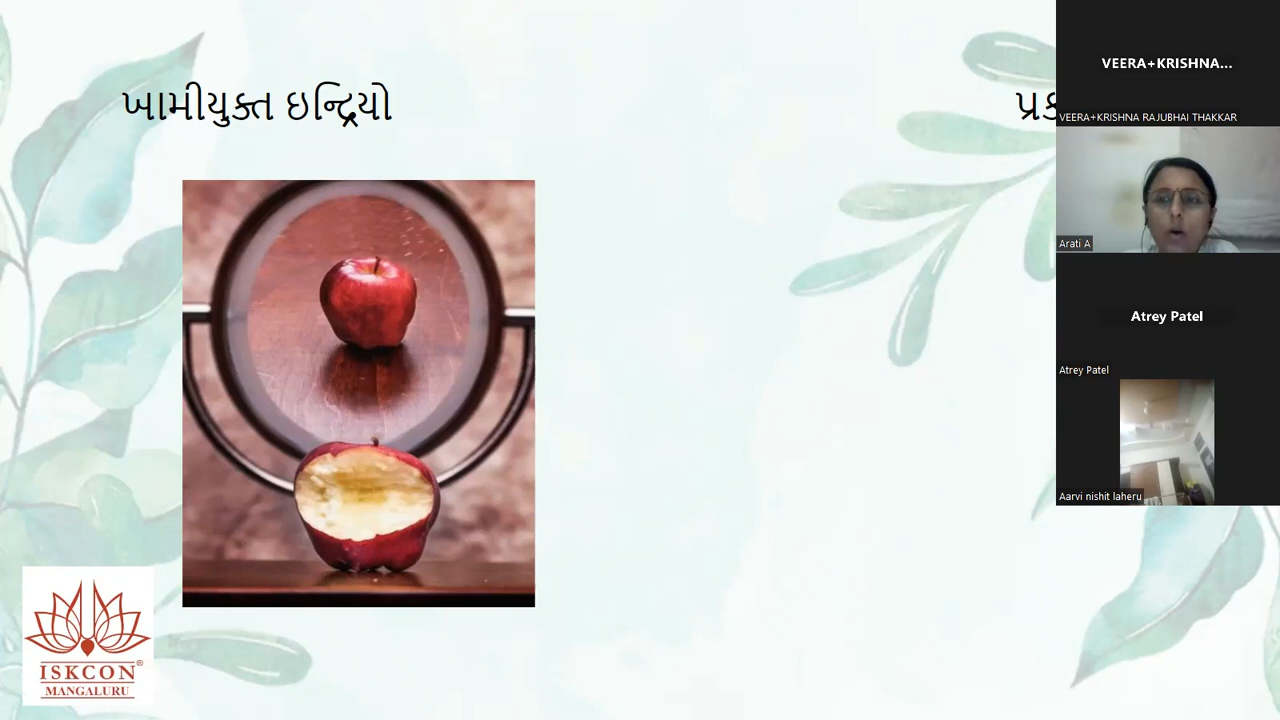 ખામીયુક્ત ઇન્દ્રિયો
VEERA+KRISHNA...
VEERA+KRISHNA RAJUBHAI THAKKAR
Arati A
Atrey Patel
Atrey Patel
Aarvi nishit laheru
ISKCON®
MANGALURU